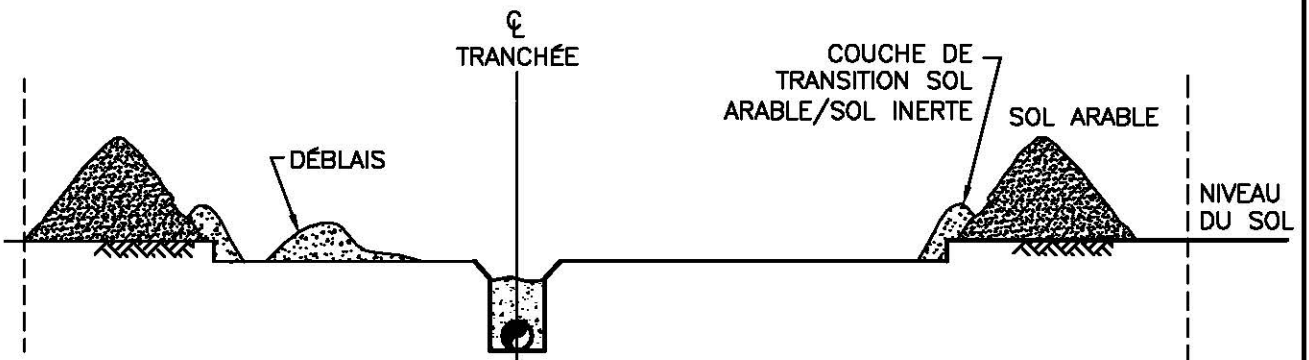 ℄
TRANCHÉE
COUCHE DE
TRANSITION SOL
ARABLE/SOL INERTE
SOL ARABLE
DÉBLAIS
NIVEAU
DU SOL